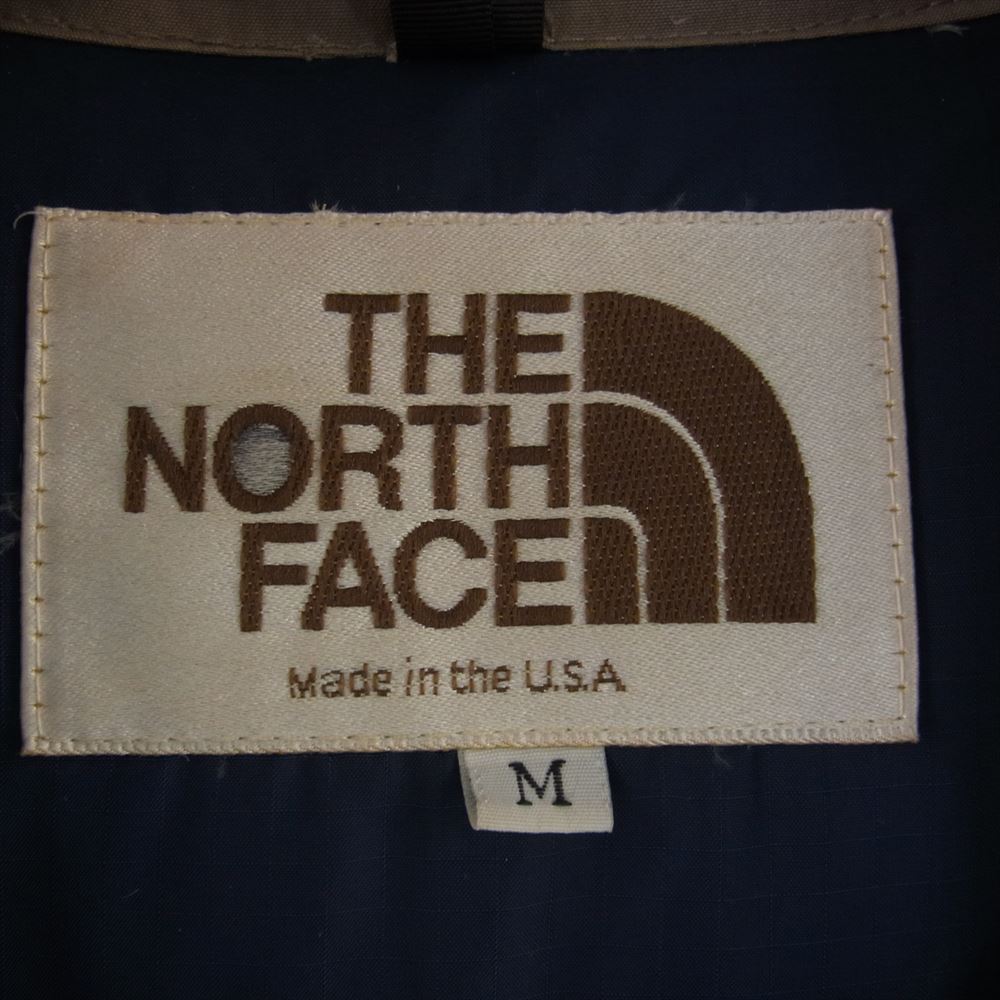 THE
NORTH
FACE
Made in the U.S.A.
M